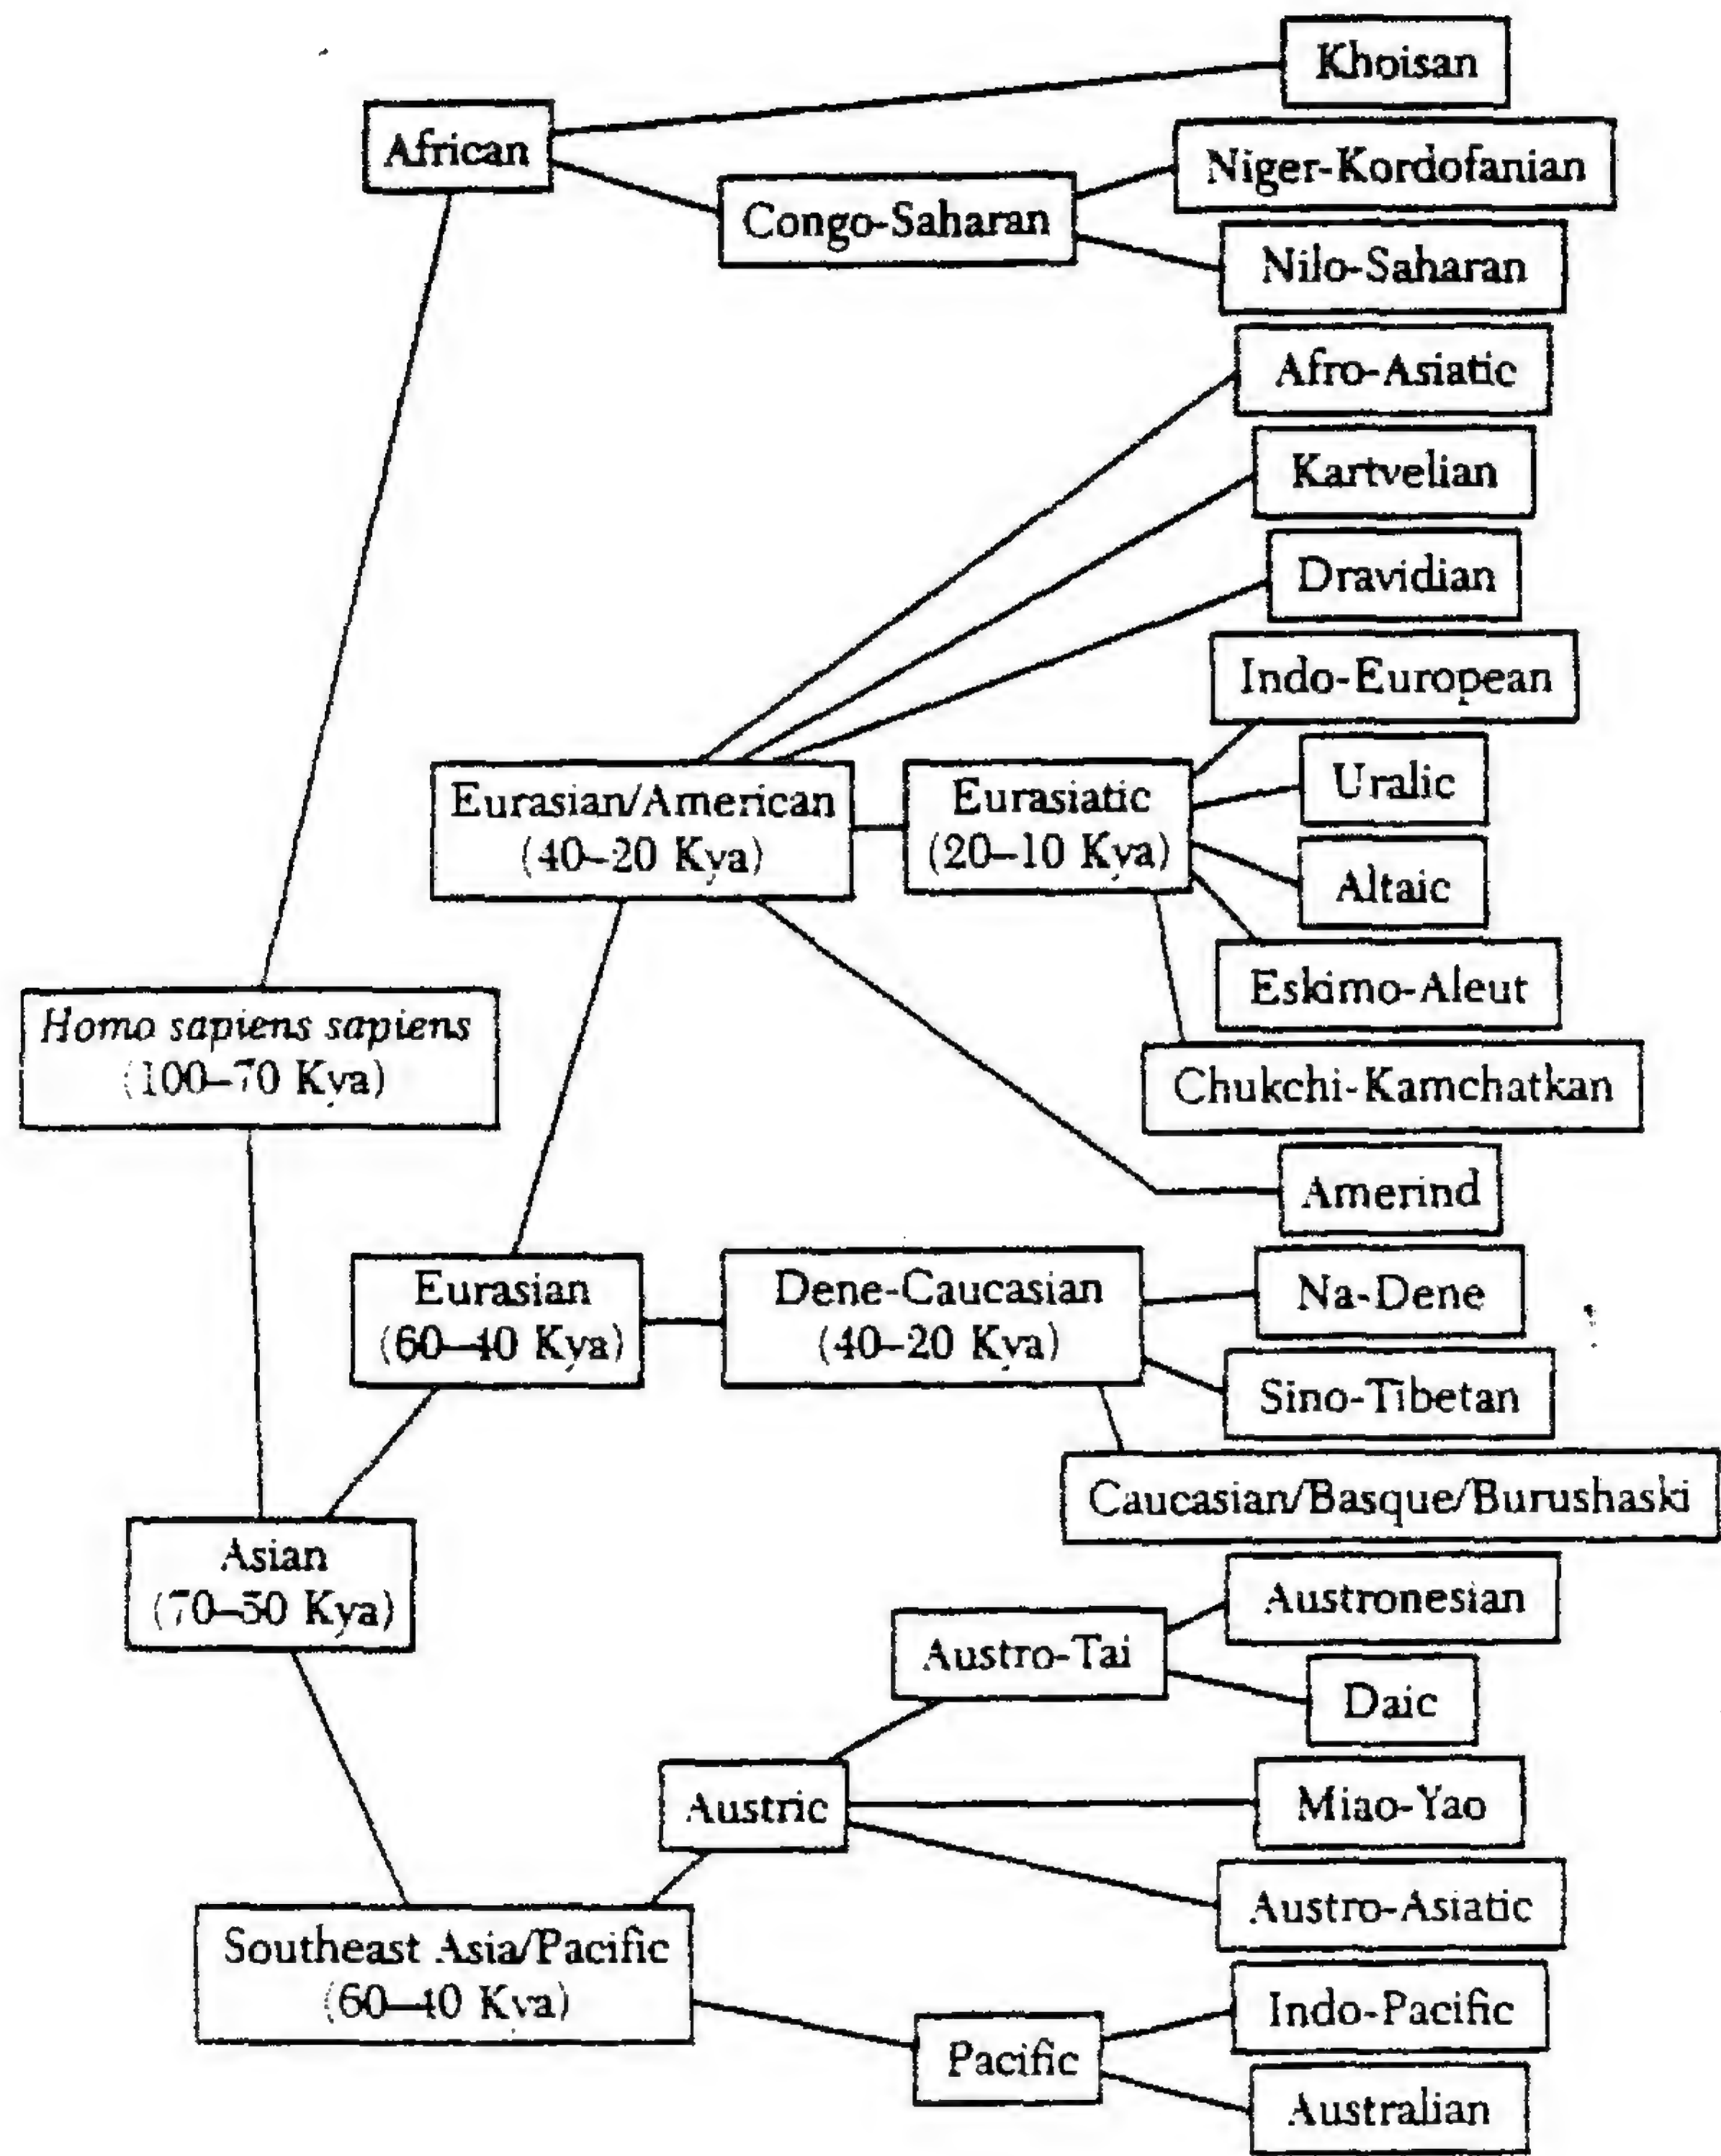 Khoisan
African
Niger-Kordofanian
Congo-Saharan
Nilo-Saharan
Afro-Asiatic
Kartvelian
Dravidian
Indo-European
Eurasian/American
(40–20 Kya)
Eurasiatic
(20–10 Kya)
Uralic
Altaic
Eskimo-Aleut
Homo sapiens sapiens
(100–70 Kya)
Chukchi-Kamchatkan
Amerind
Eurasian
(60–40 Kya)
Dene-Caucasian
(40–20 Kya)
Na-Dene
Sino-Tibetan
Caucasian/Basque/Burushaski
Asian
(70–50 Kya)
Austronesian
Austro-Tai
Daic
Austric
Miao-Yao
Austro-Asiatic
Southeast Asia/Pacific
(60–40 Kya)
Indo-Pacific
Pacific
Australian